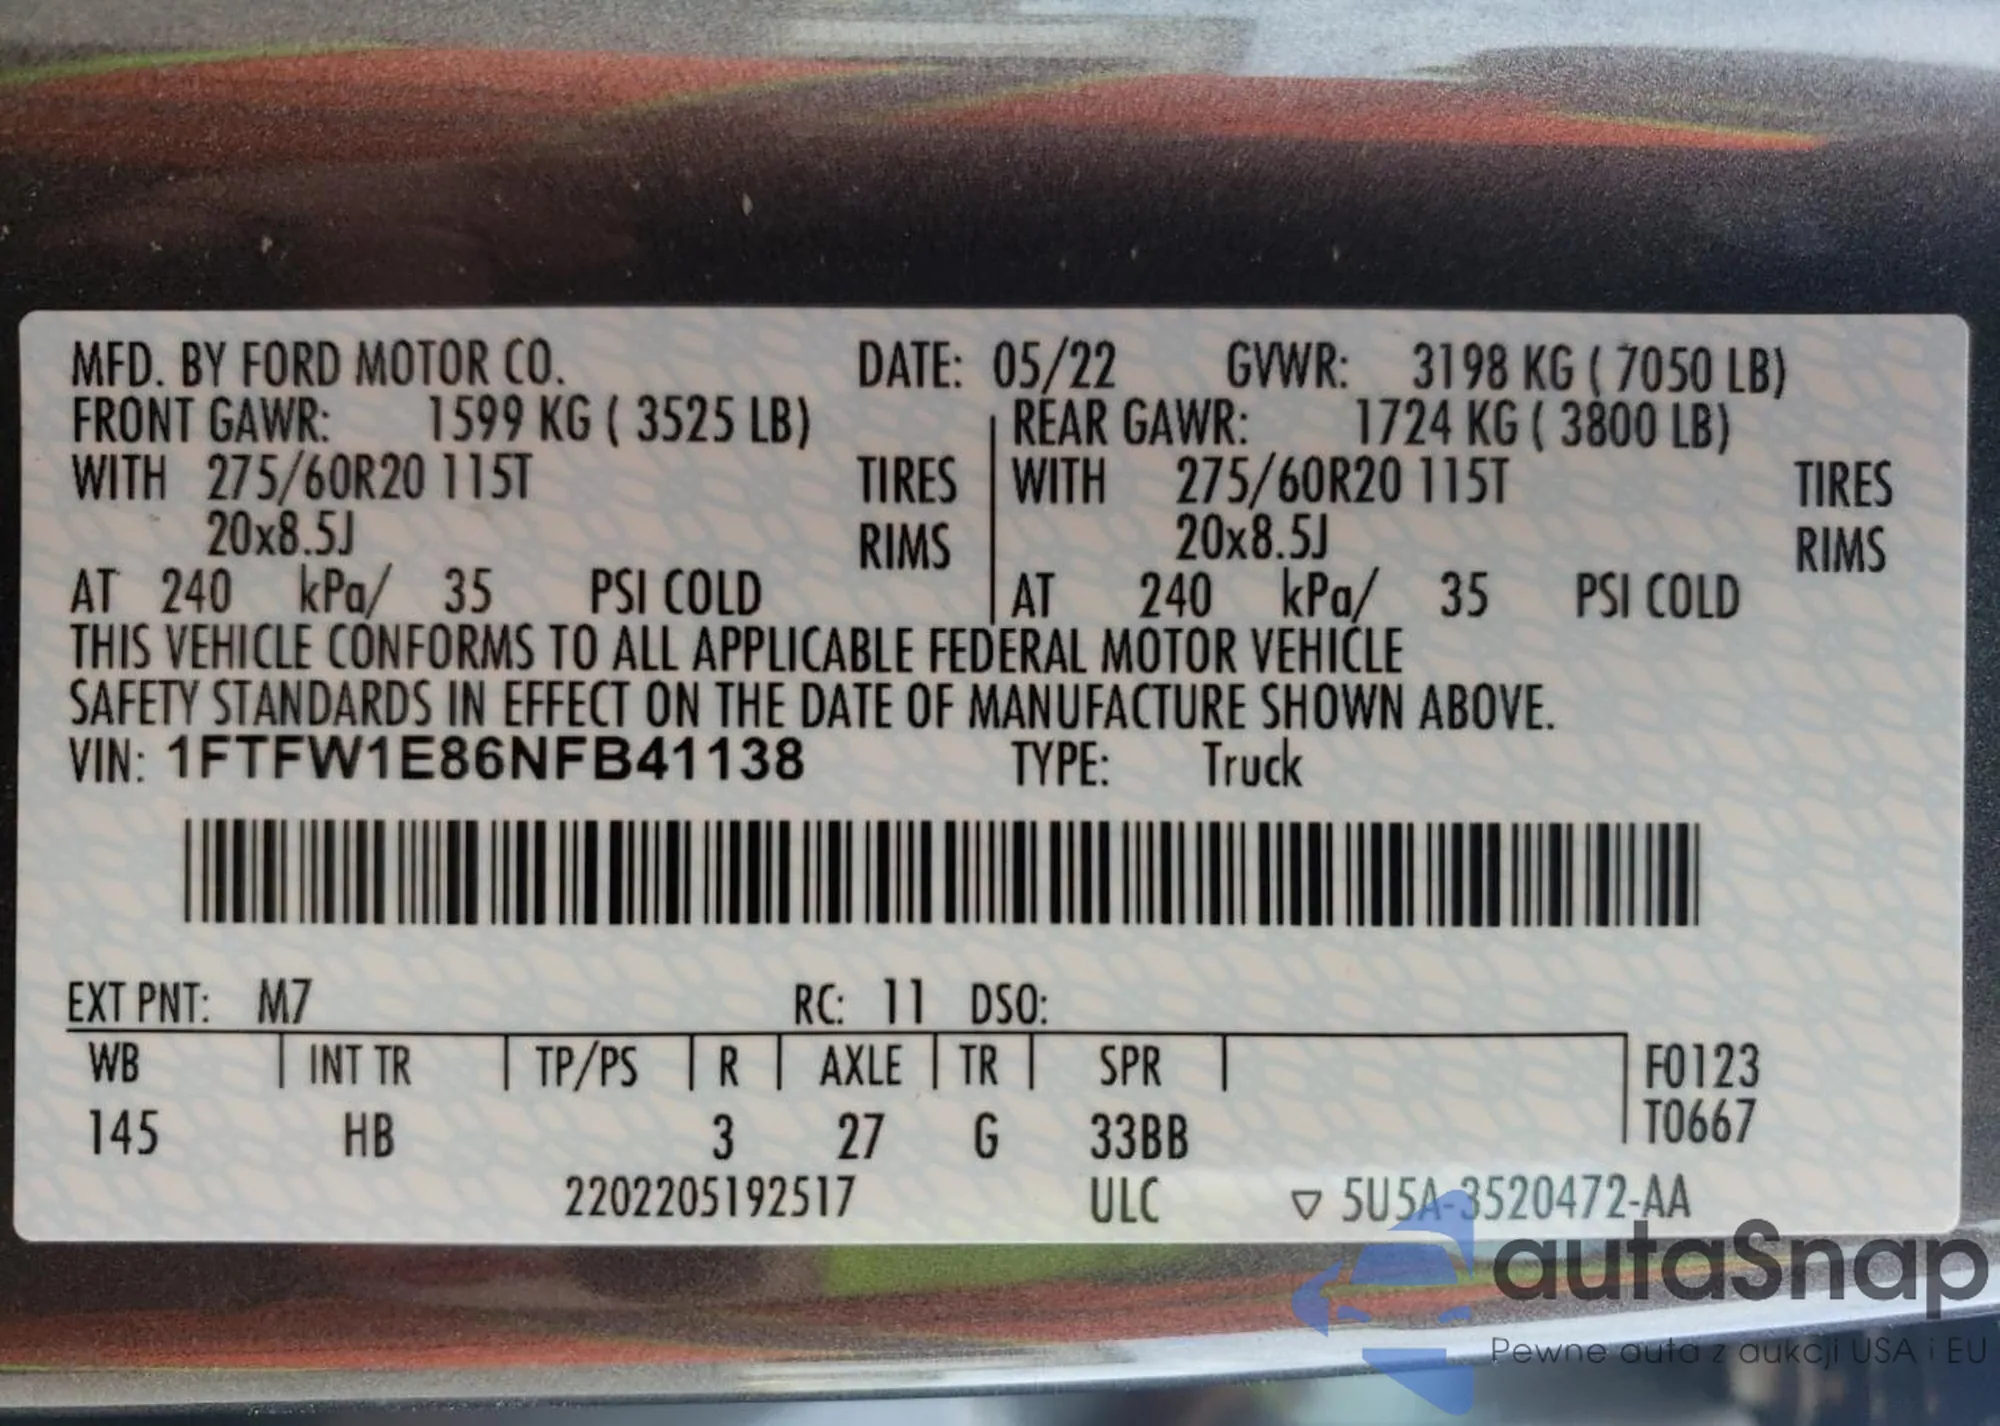 MFD. BY FORD MOTOR CO. DATE: 05/22 GVWR: 3198 KG ( 7050 LB)
FRONT GAWR: 1599 KG ( 3525 LB) REAR GAWR: 1724 KG ( 3800 LB)
WITH 275/60R20 115T TIRES WITH 275/60R20 115T TIRES
20x8.5J RIMS 20x8.5J RIMS
AT 240 kPa/ 35 PSI COLD AT 240 kPa/ 35 PSI COLD
THIS VEHICLE CONFORMS TO ALL APPLICABLE FEDERAL MOTOR VEHICLE
SAFETY STANDARDS IN EFFECT ON THE DATE OF MANUFACTURE SHOWN ABOVE.
VIN: 1FTFW1E86NFB41138 TYPE: Truck
EXT PNT: M7 RC: 11 DSO:
WB INT TR TP/PS R AXLE TR SPR F0123
145 HB 3 27 G 33BB T0667
2202205192517 ULC ▽ 5U5A-3520472-AA
autaSnap
Pewne auta z aukcji USA i EU